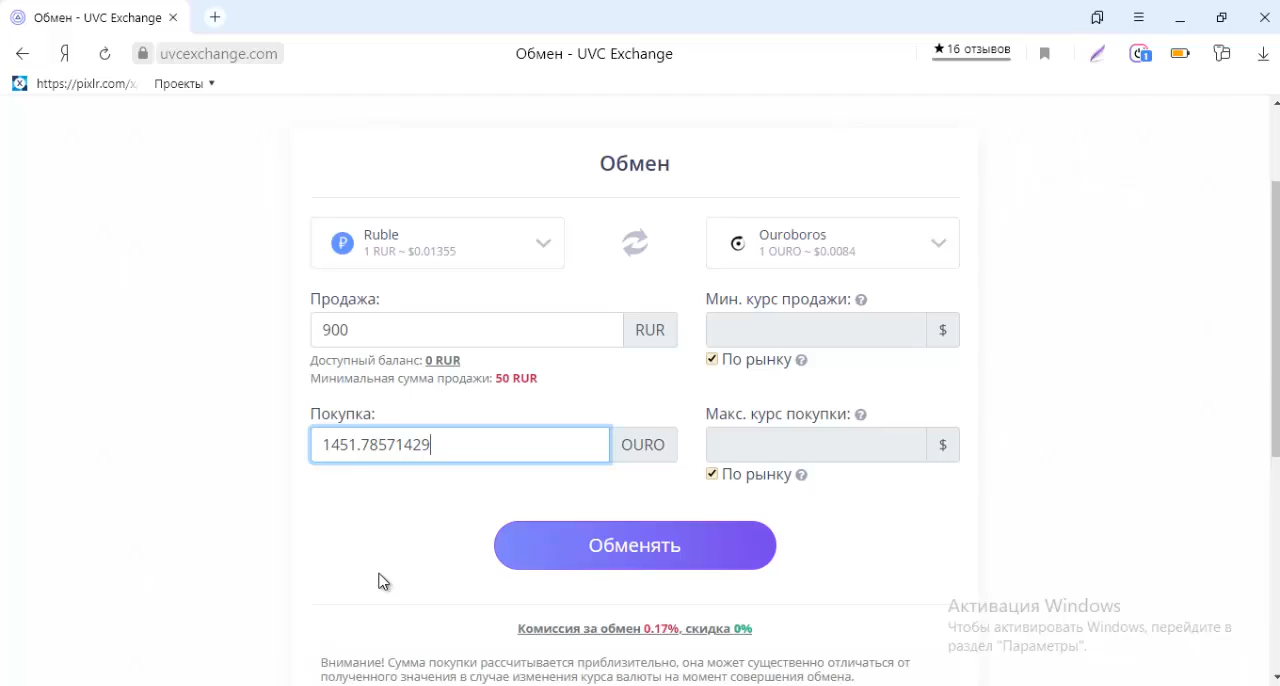 Обмен - UVC Exchange
uvcexchange.com
Обмен - UVC Exchange
★16 отзывов
1
https://pixlr.com/x
Проекты
Обмен
Ruble
1 RUR ~ $0.01355
Ouroboros
1 OURO ~ $0.0084
Продажа:
900 RUR
Доступный баланс: 0 RUR
Минимальная сумма продажи: 50 RUR
Мин. курс продажи:
$
По рынку
Покупка:
1451.78571429 OURO
Макс. курс покупки:
$
По рынку
Обменять
Комиссия за обмен 0.17%, скидка 0%
Внимание! Сумма покупки рассчитывается приблизительно, она может существенно отличаться от
полученного значения в случае изменения курса валюты на момент совершения обмена.
Активация Windows
Чтобы активировать Windows, перейдите в
раздел "Параметры".